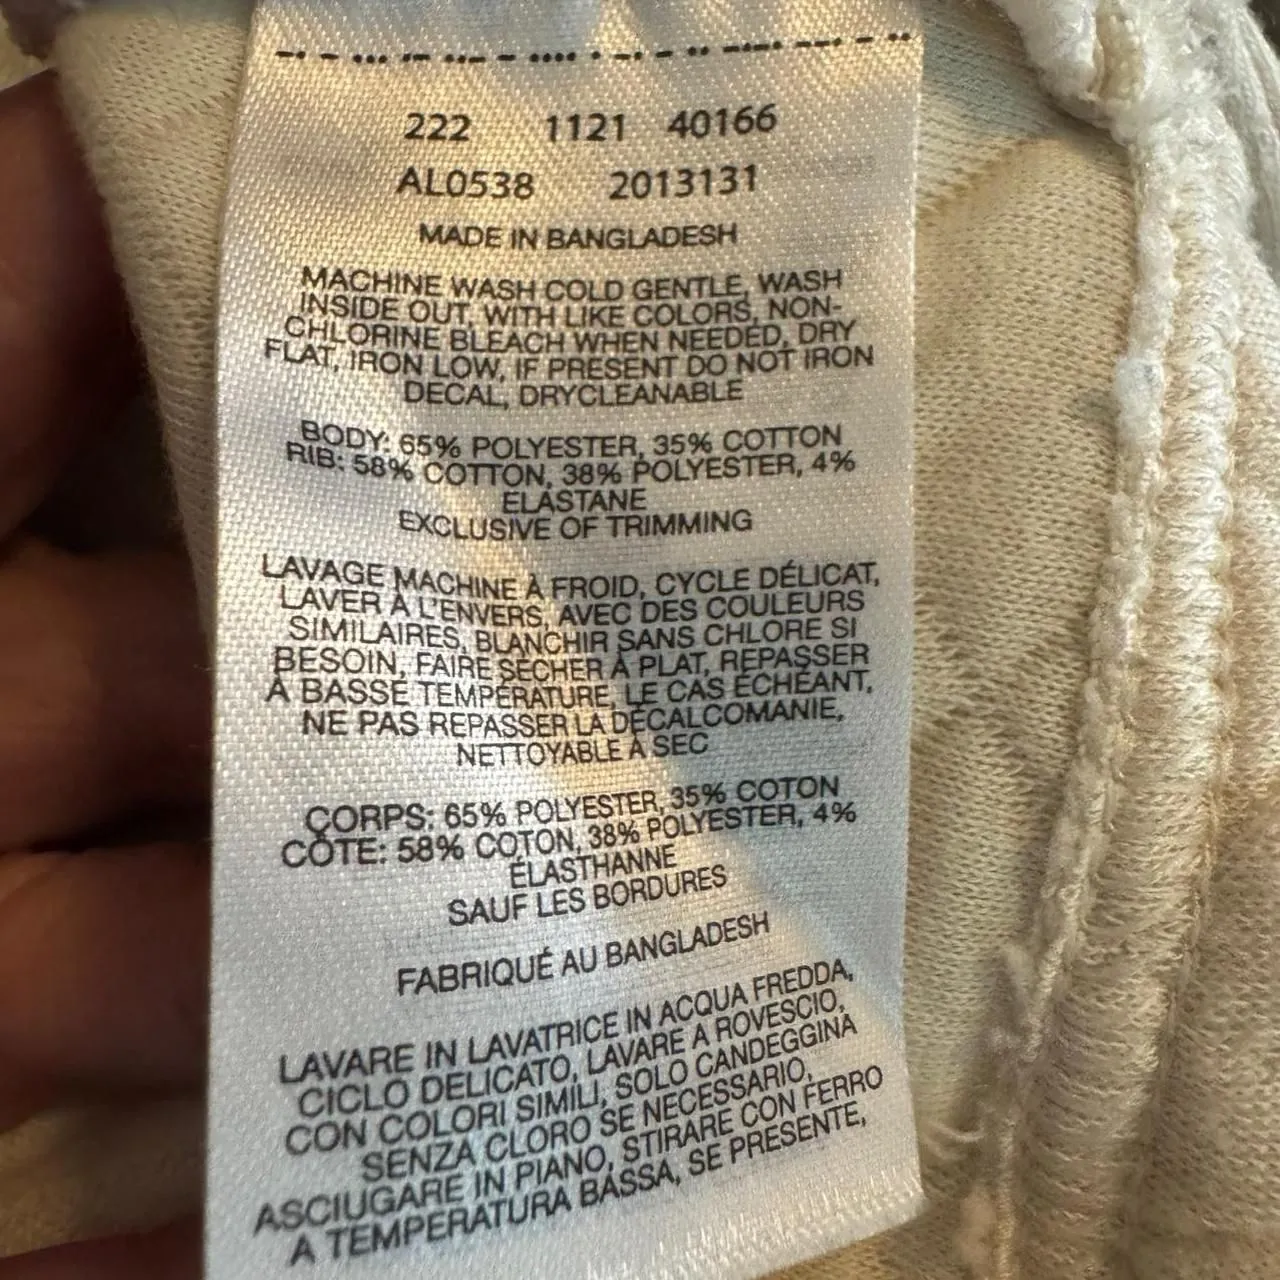 222 1121 40166
AL0538 2013131
MADE IN BANGLADESH
MACHINE WASH COLD GENTLE, WASH
INSIDE OUT, WITH LIKE COLORS, NON-
CHLORINE BLEACH WHEN NEEDED, DRY
FLAT, IRON LOW, IF PRESENT DO NOT IRON
DECAL, DRYCLEANABLE
BODY: 65% POLYESTER, 35% COTTON
RIB: 58% COTTON, 38% POLYESTER, 4%
ELASTANE
EXCLUSIVE OF TRIMMING
LAVAGE MACHINE À FROID, CYCLE DÉLICAT,
LAVER À L'ENVERS, AVEC DES COULEURS
SIMILAIRES, BLANCHIR SANS CHLORE SI
BESOIN, FAIRE SÉCHER À PLAT, REPASSER
À BASSE TEMPÉRATURE, LE CAS ÉCHÉANT,
NE PAS REPASSER LA DÉCALCOMANIE,
NETTOYABLE À SEC
CORPS: 65% POLYESTER, 35% COTON
CÔTE: 58% COTON, 38% POLYESTER, 4%
ÉLASTHANNE
SAUF LES BORDURES
FABRIQUÉ AU BANGLADESH
LAVARE IN LAVATRICE IN ACQUA FREDDA,
CICLO DELICATO, LAVARE A ROVESCIO,
CON COLORI SIMILI, SOLO CANDEGGINA
SENZA CLORO SE NECESSARIO,
ASCIUGARE IN PIANO, STIRARE CON FERRO
A TEMPERATURA BASSA, SE PRESENTE,